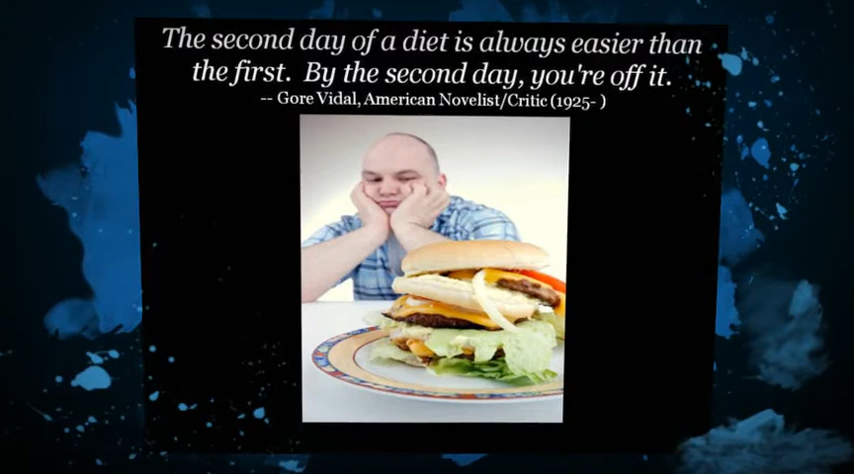 The second day of a diet is always easier than
the first. By the second day, you're off it.
-- Gore Vidal, American Novelist/Critic (1925- )